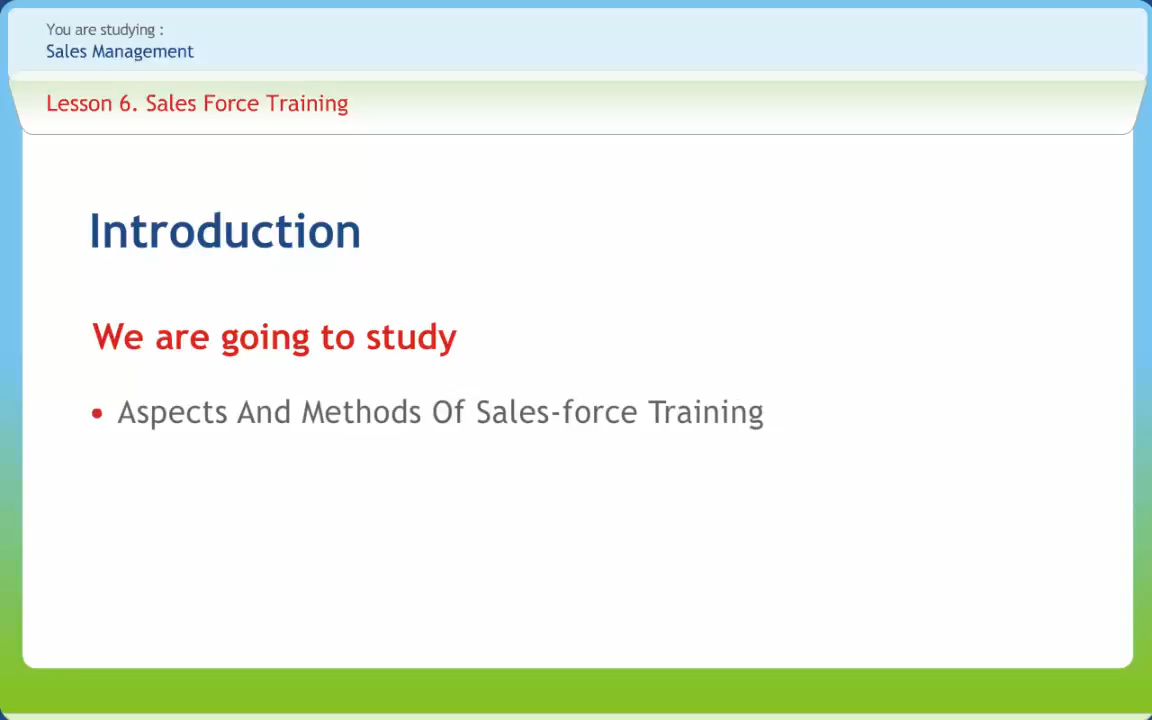 You are studying :
Sales Management
Lesson 6. Sales Force Training
Introduction
We are going to study
• Aspects And Methods Of Sales-force Training